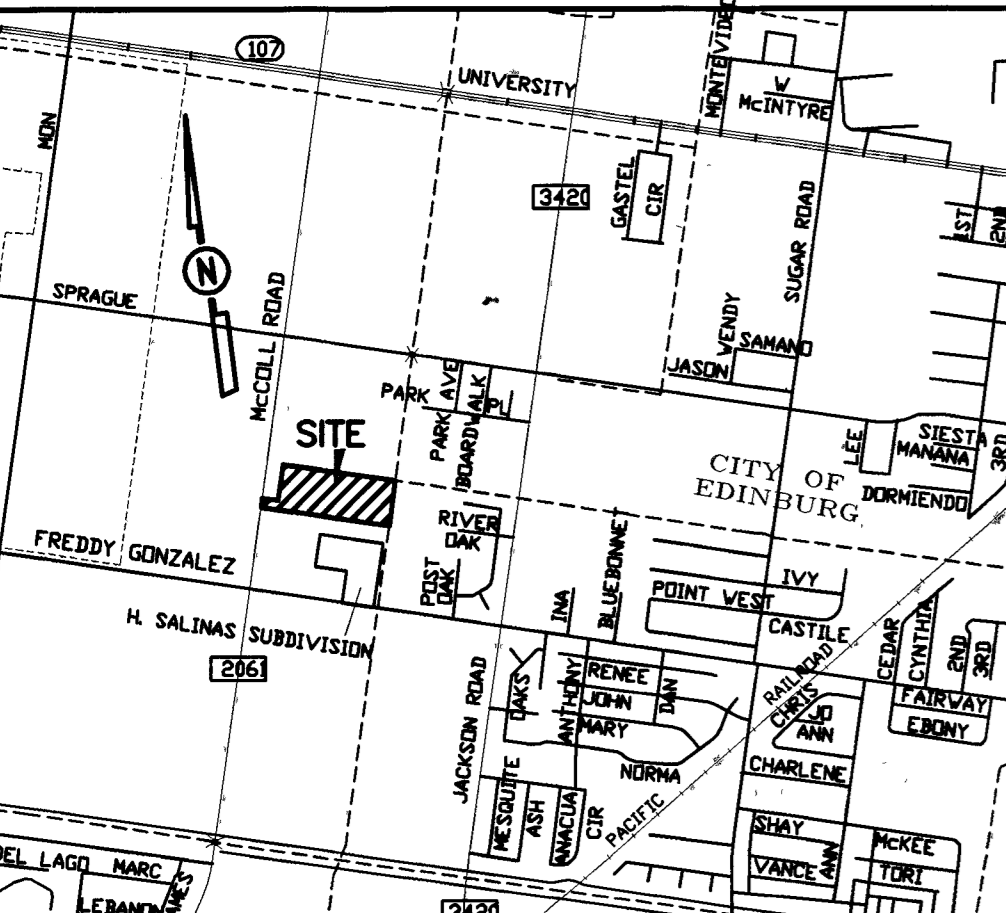 107
UNIVERSITY
MONTEVIDEO
W
McINTYRE
MON
3420
GASTEL
CIR
SUGAR ROAD
1ST
2ND
N
SPRAGUE
McCOLL ROAD
WENDY
SAMANO
JASON
PARK
PARK AVE
BOARDWALK
PL
SITE
CITY OF
EDINBURG
LEE
SIESTA
MANANA
3RD
DORMIENDO
RIVER
OAK
POST
OAK
FREDDY GONZALEZ
H. SALINAS SUBDIVISION
2061
INA
BLUEBONNET
POINT WEST
IVY
CASTILE
CEDAR
CYNTHIA
2ND
3RD
RAILROAD
JACKSON ROAD
OAKS
ANTHONY
RENEE
JOHN
MARY
DAN
NORMA
CHRIS
JO
ANN
FAIRWAY
EBONY
CHARLENE
MESQUITE
ASH
ANACUA
CIR
PACIFIC
SHAY
VANCE
ANN
McKEE
TORI
DEL LAGO
MARC
LEBANON